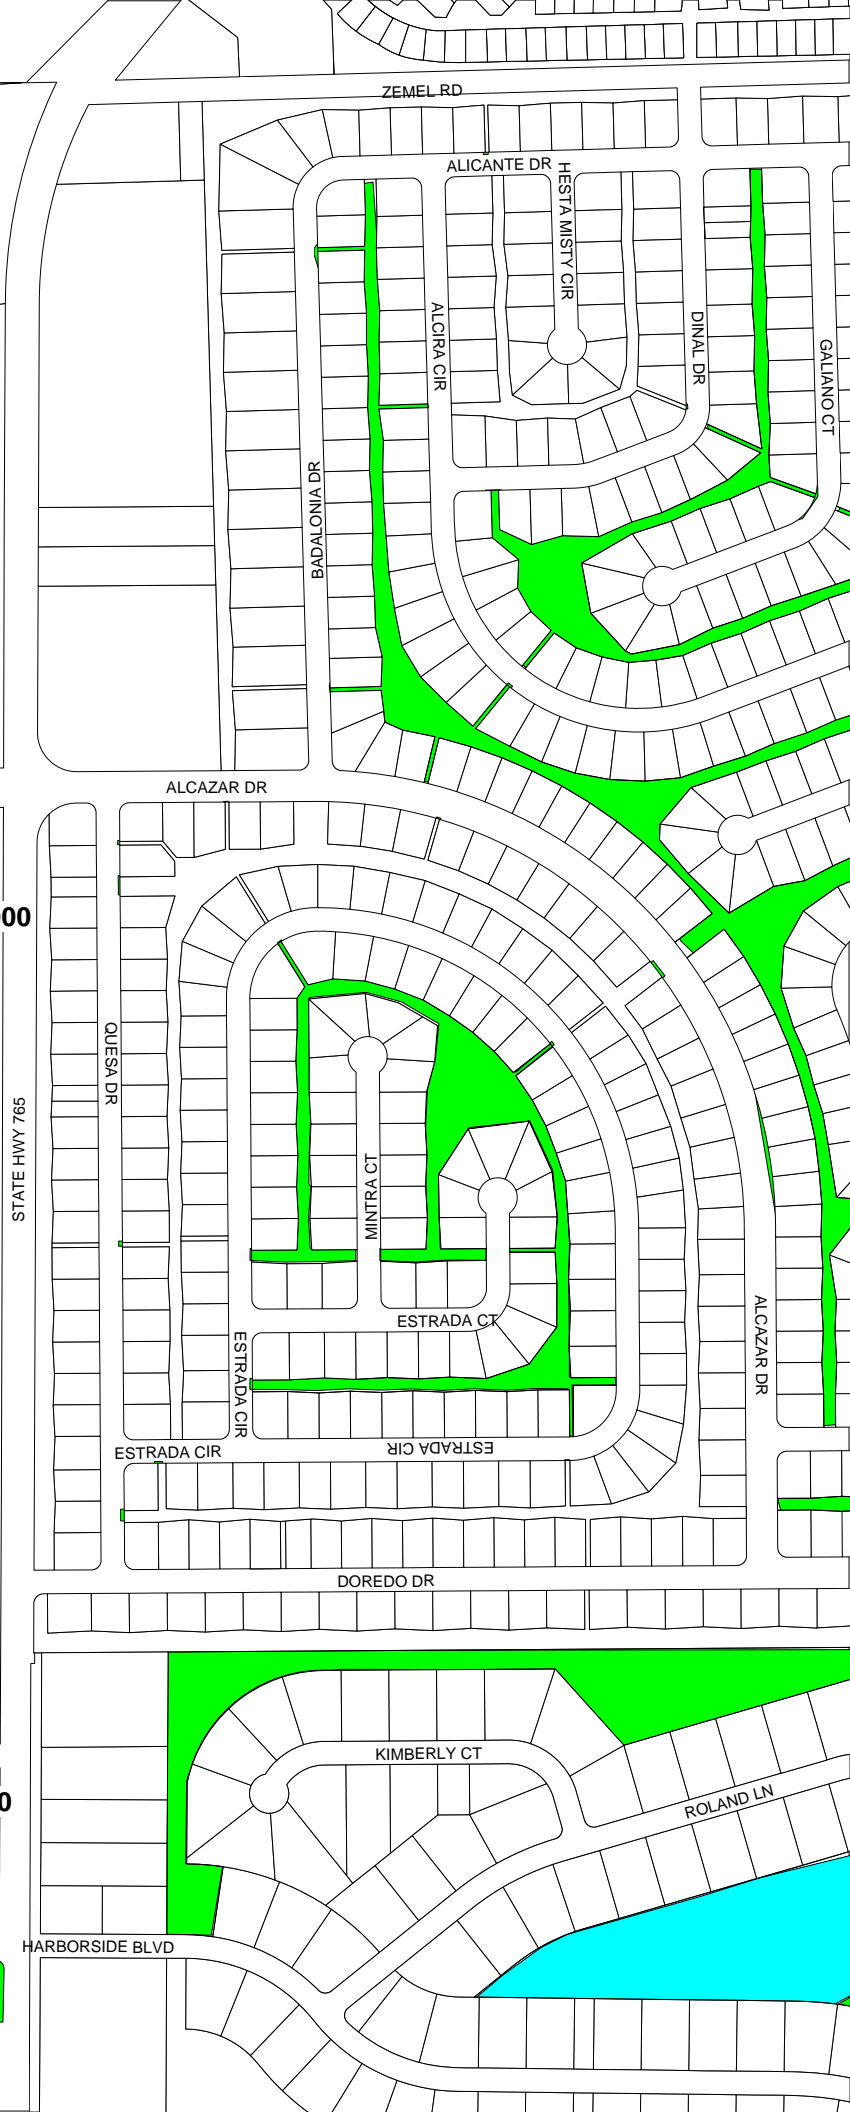 ZEMEL RD
ALICANTE DR
HESTA MISTY CIR
ALCIRA CIR
DINAL DR
GALIANO CT
BADALONIA DR
ALCAZAR DR
00
QUESA DR
STATE HWY 765
MINTRA CT
ESTRADA CT
ALCAZAR DR
ESTRADA CIR
ESTRADA CIR
ESTRADA CIR
DOREDO DR
KIMBERLY CT
ROLAND LN
0
HARBORSIDE BLVD